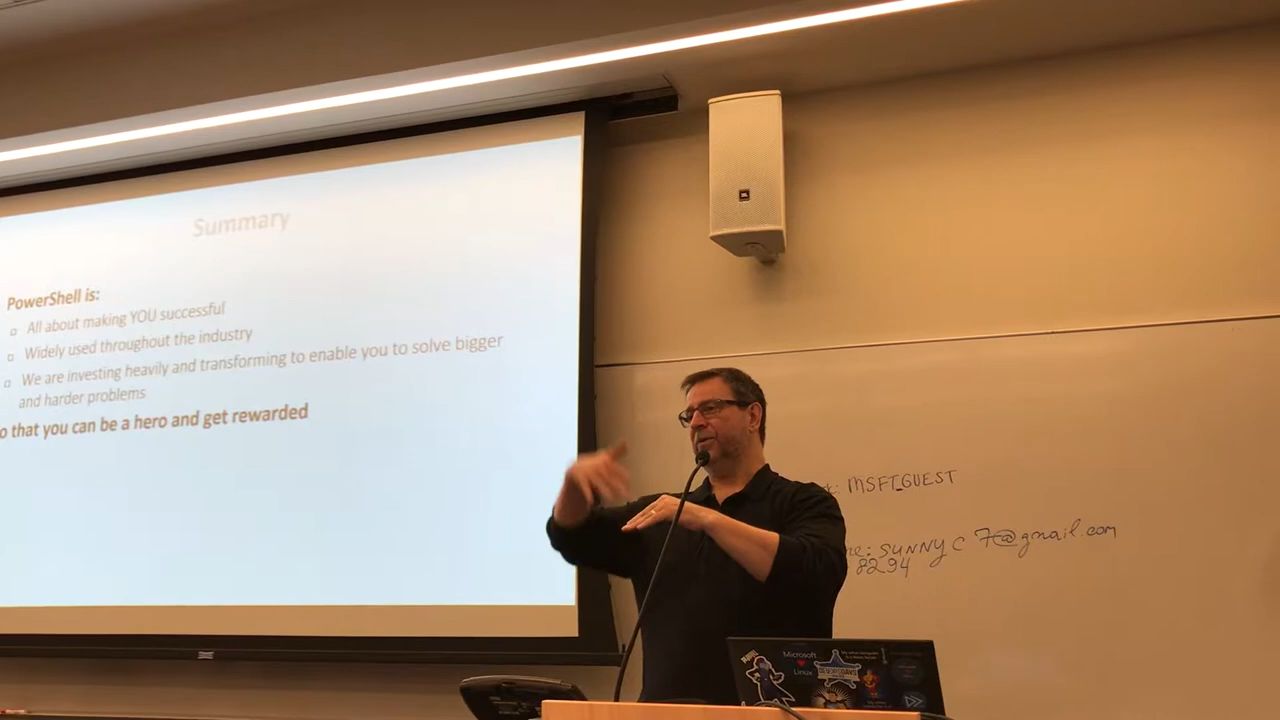 Summary
PowerShell is:
All about making YOU successful
Widely used throughout the industry
We are investing heavily and transforming to enable you to solve bigger
and harder problems
o that you can be a hero and get rewarded
JBL
MSFT_GUEST
SUNNYC7@gmail.com
8294
Microsoft
Linux